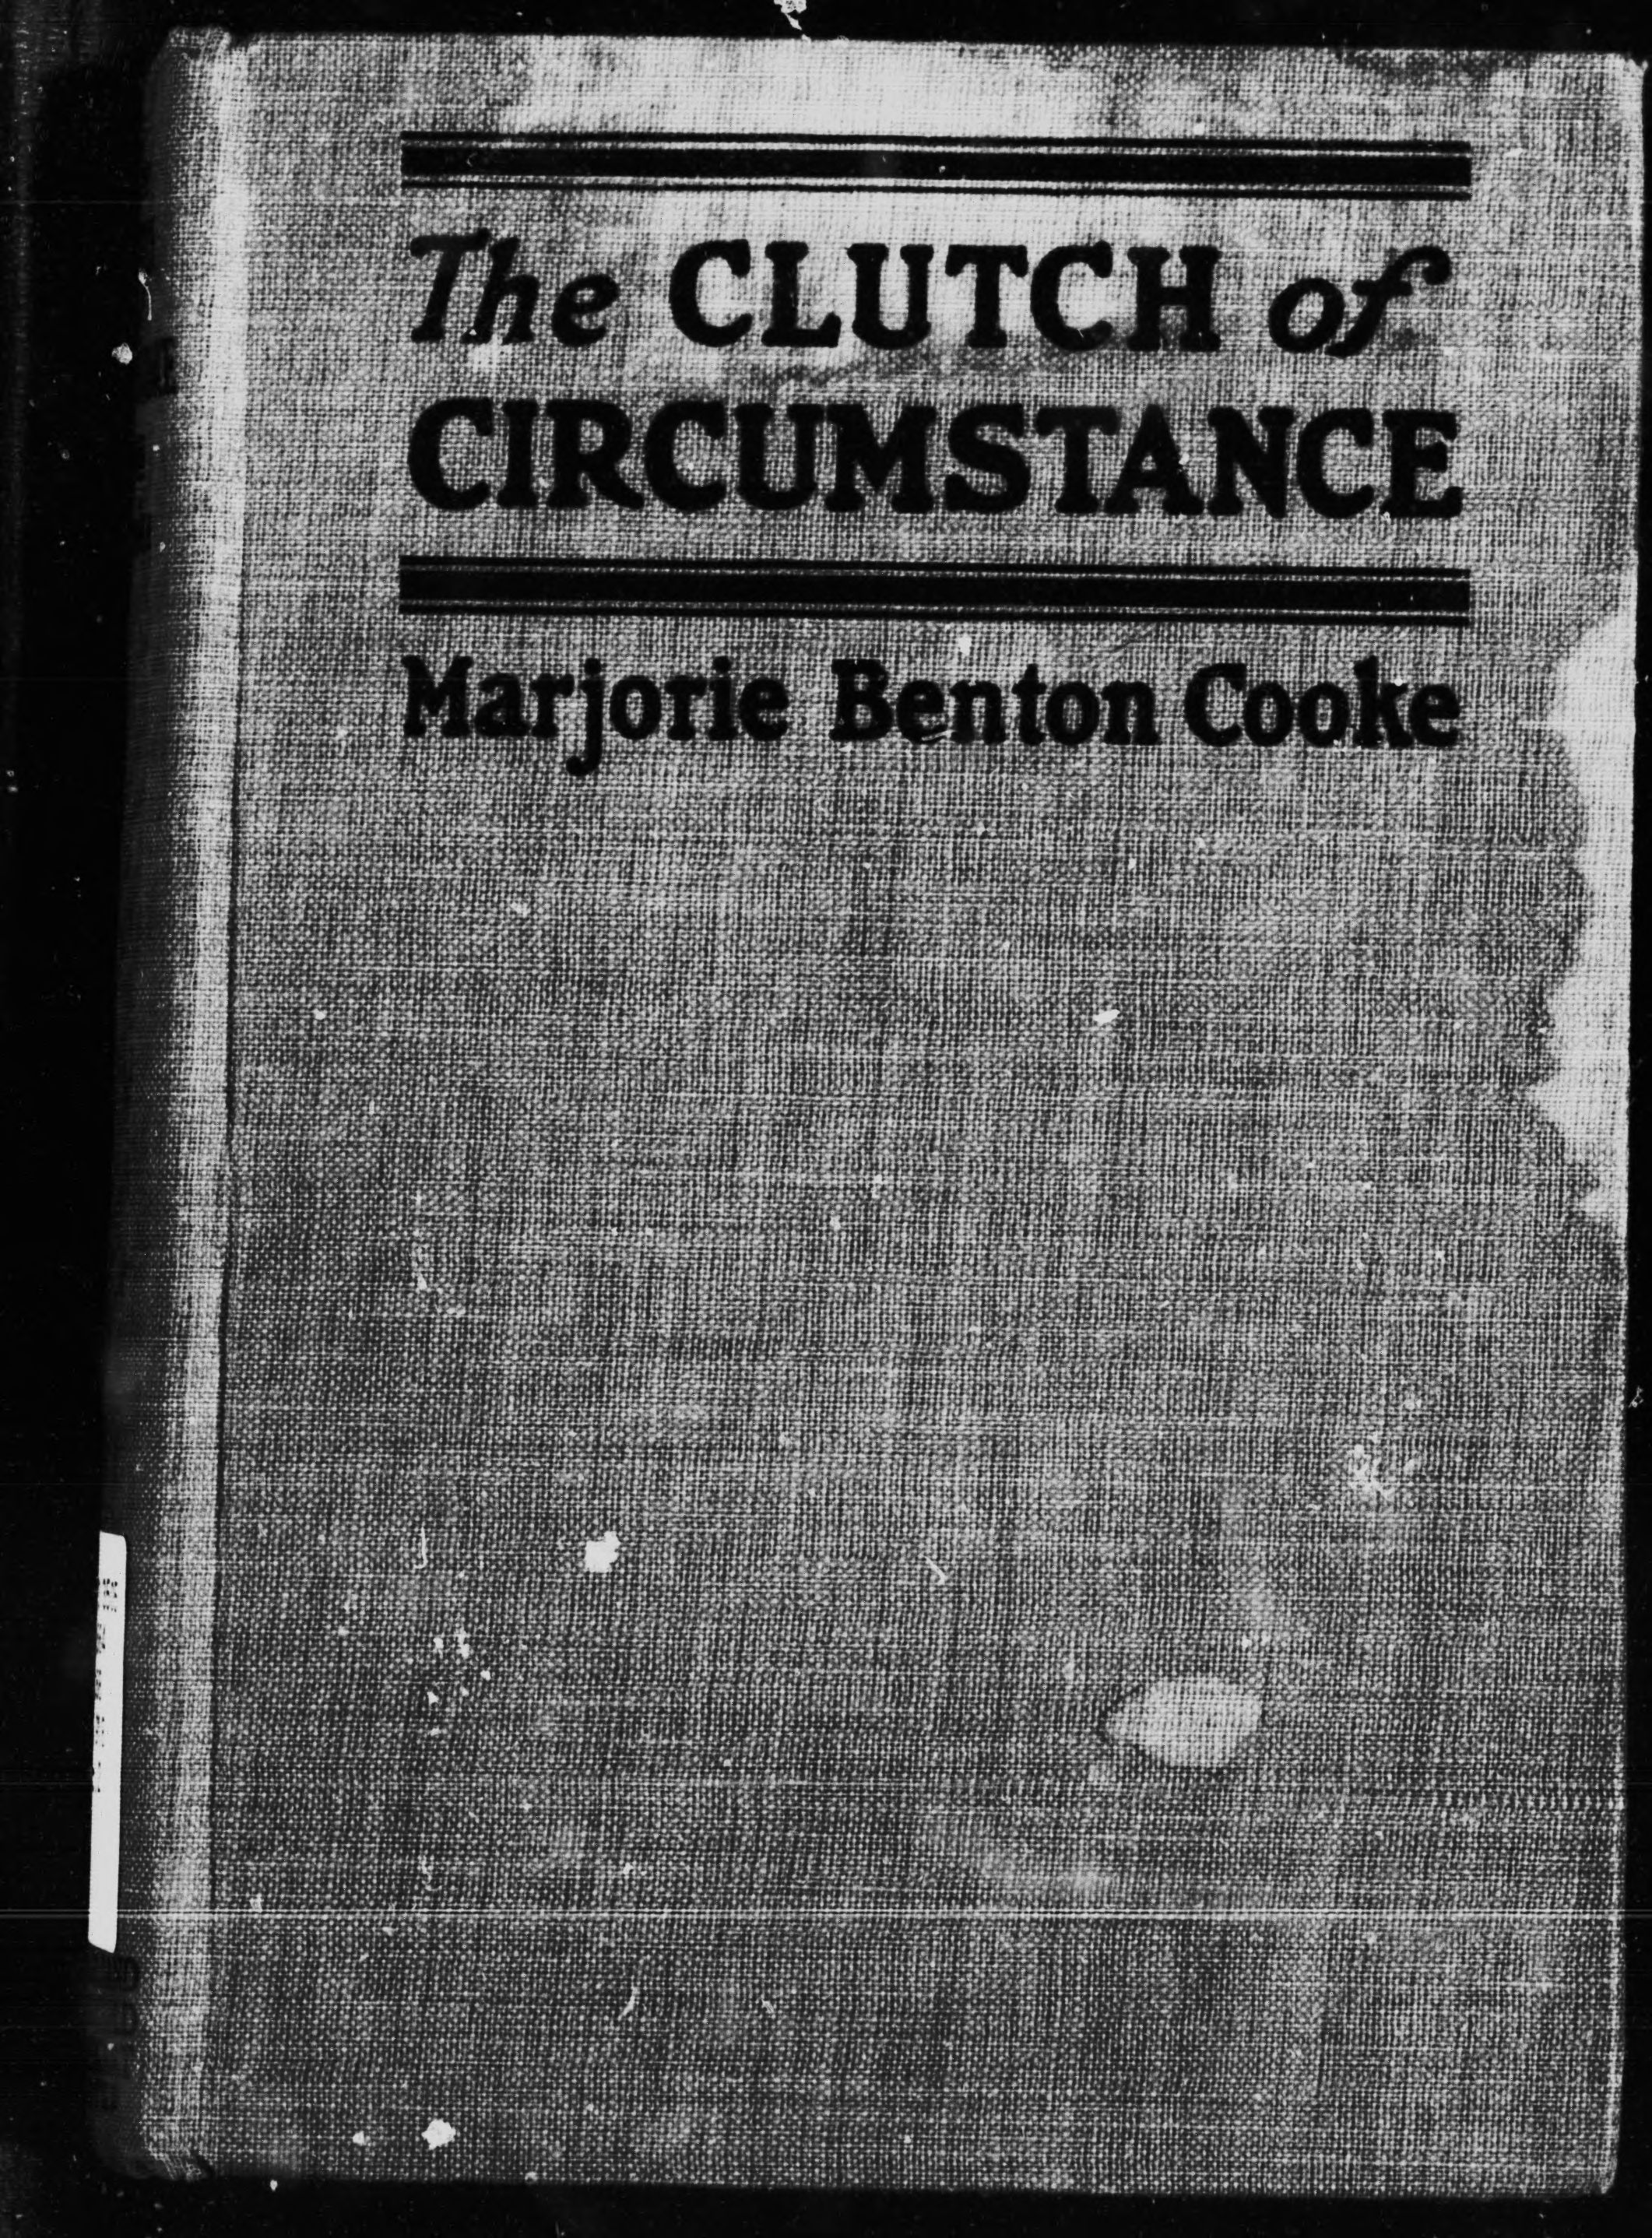 The CLUTCH of
CIRCUMSTANCE
Marjorie Benton Cooke